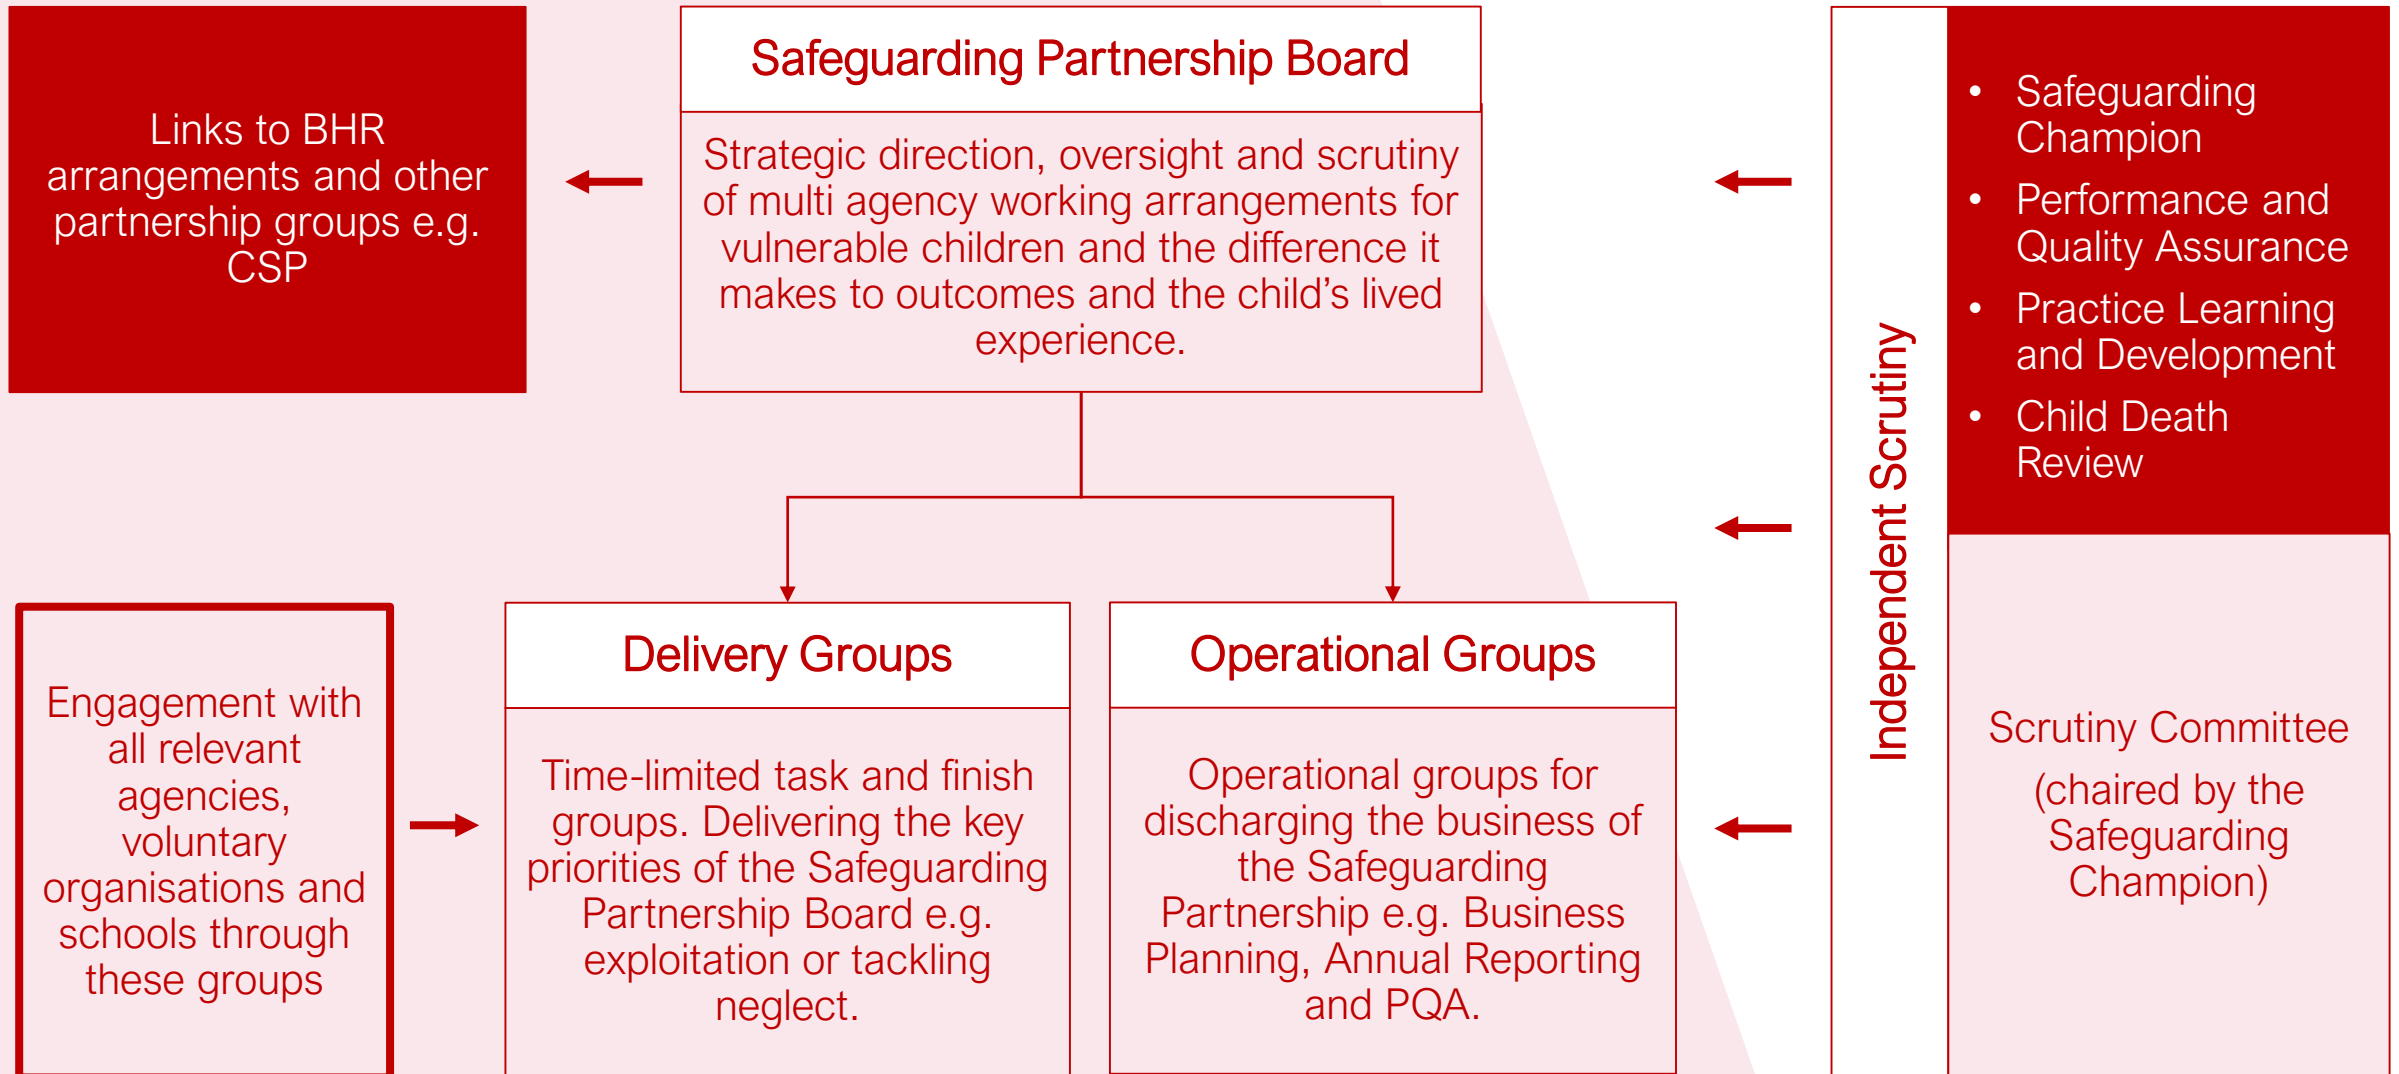 Links to BHR
arrangements and other
partnership groups e.g.
CSP
Safeguarding Partnership Board
Strategic direction, oversight and scrutiny
of multi agency working arrangements for
vulnerable children and the difference it
makes to outcomes and the child’s lived
experience.
Engagement with
all relevant
agencies,
voluntary
organisations and
schools through
these groups
Delivery Groups
Time-limited task and finish
groups. Delivering the key
priorities of the Safeguarding
Partnership Board e.g.
exploitation or tackling
neglect.
Operational Groups
Operational groups for
discharging the business of
the Safeguarding
Partnership e.g. Business
Planning, Annual Reporting
and PQA.
Independent Scrutiny
• Safeguarding
Champion
• Performance and
Quality Assurance
• Practice Learning
and Development
• Child Death
Review
Scrutiny Committee
(chaired by the
Safeguarding
Champion)